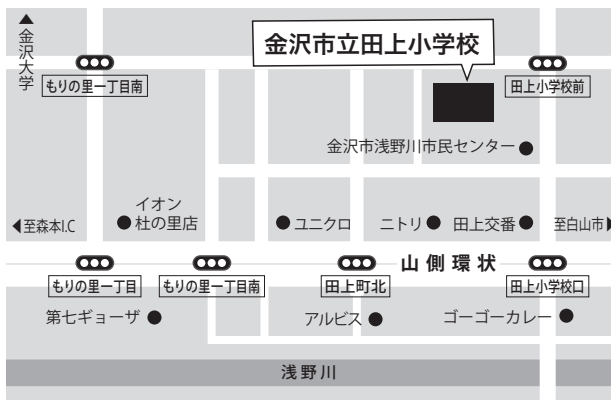 ▲金沢大学
金沢市立田上小学校
もりの里一丁目南
田上小学校前
金沢市浅野川市民センター
イオン
杜の里店
◀至森本I.C
ユニクロ
ニトリ
田上交番
至白山市▶
山側環状
もりの里一丁目
もりの里一丁目南
田上町北
田上小学校口
第七ギョーザ
アルビス
ゴーゴーカレー
浅野川